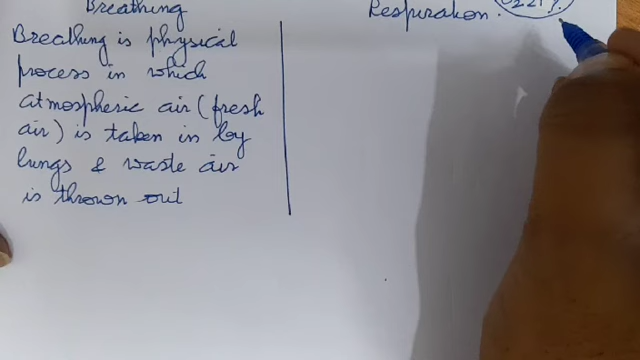 Breathing
Respiration.
Breathing is physical
process in which
atmospheric air (fresh
air) is taken in by
lungs & waste air
is thrown out